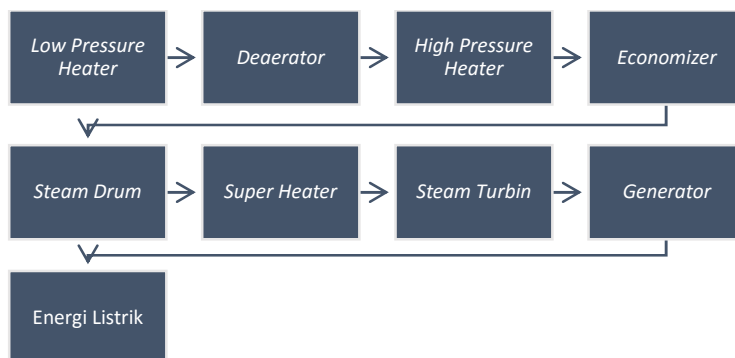 Low Pressure
Heater
Deaerator
High Pressure
Heater
Economizer
Steam Drum
Super Heater
Steam Turbin
Generator
Energi Listrik